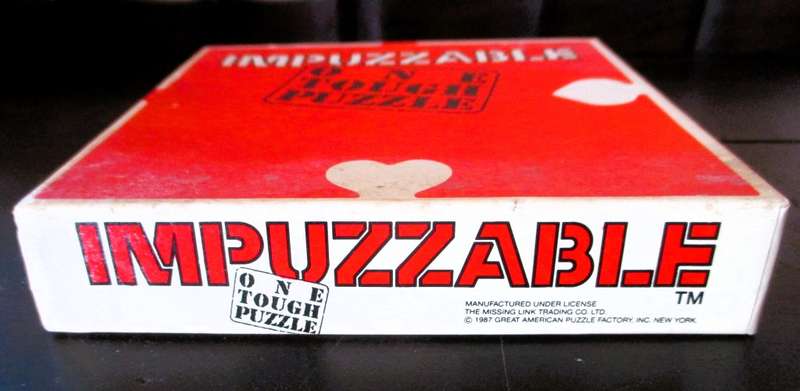 IMPUZZABLE
ONE
TOUGH
PUZZLE
IMPUZZABLE
TM
ONE
TOUGH
PUZZLE
MANUFACTURED UNDER LICENSE
THE MISSING LINK TRADING CO. LTD.
© 1987 GREAT AMERICAN PUZZLE FACTORY, INC. NEW YORK.